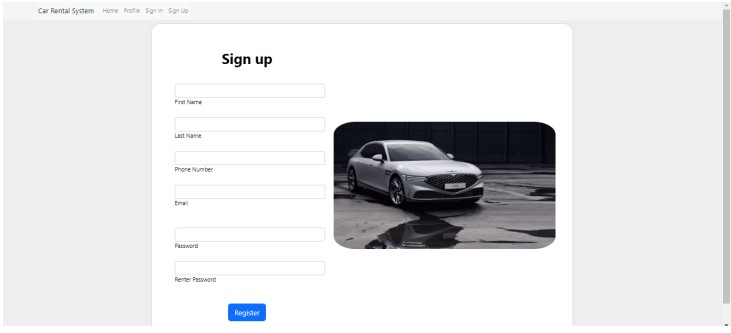 Car Rental System Home Profile Sign in Sign Up
Sign up
First Name
Last Name
Phone Number
Email
Password
Renter Password
Register